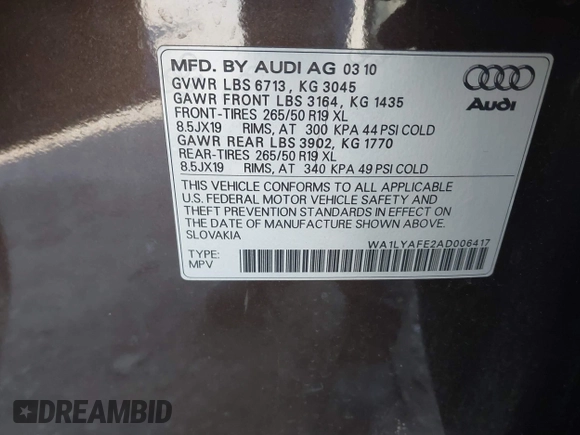 MFD. BY AUDI AG 03 10
GVWR LBS 6713, KG 3045
GAWR FRONT LBS 3164, KG 1435
FRONT-TIRES 265/50 R19 XL
8.5JX19 RIMS, AT 300 KPA 44 PSI COLD
GAWR REAR LBS 3902, KG 1770
REAR-TIRES 265/50 R19 XL
8.5JX19 RIMS, AT 340 KPA 49 PSI COLD
Audi
THIS VEHICLE CONFORMS TO ALL APPLICABLE
U.S. FEDERAL MOTOR VEHICLE SAFETY AND
THEFT PREVENTION STANDARDS IN EFFECT ON THE
DATE OF MANUFACTURE SHOWN ABOVE.
SLOVAKIA
WA1LYAFE2AD006417
TYPE:
MPV
DREAMBID